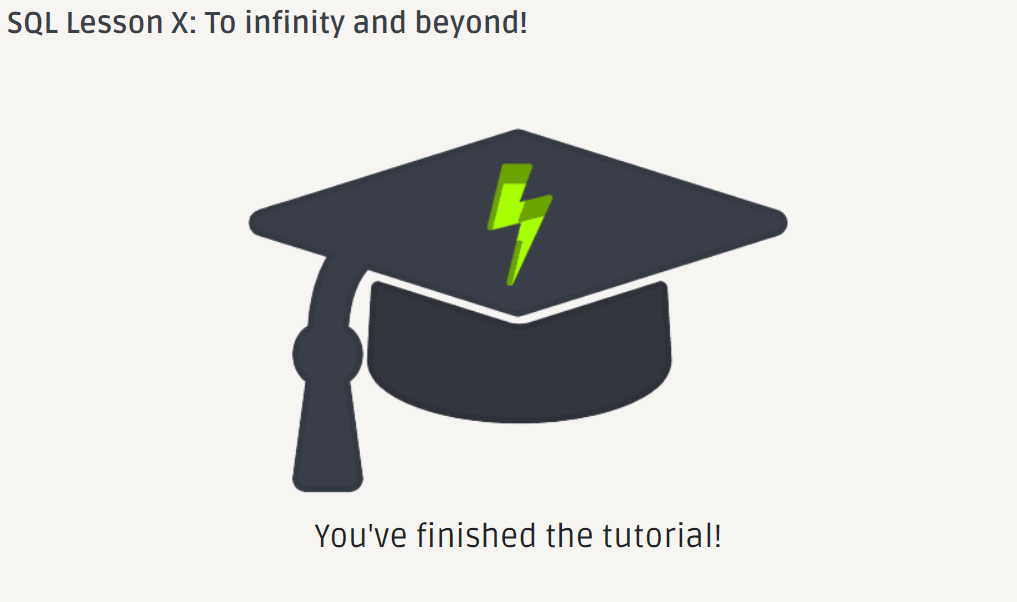 SQL Lesson X: To infinity and beyond!
You've finished the tutorial!